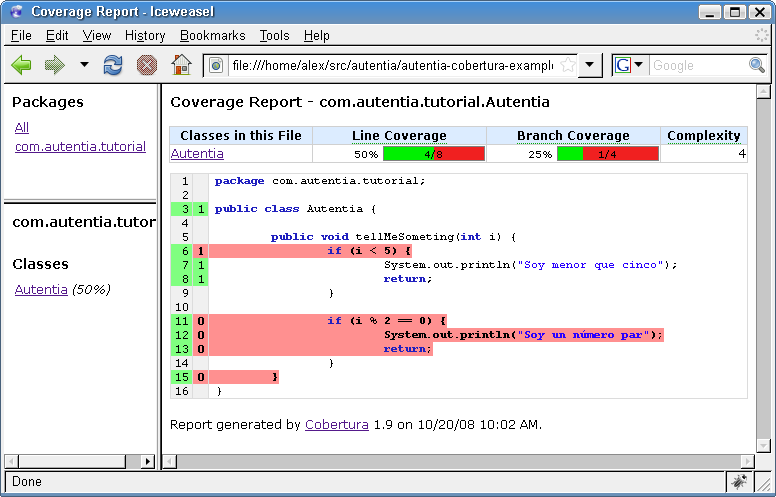 Coverage Report - Iceweasel
File Edit View History Bookmarks Tools Help
file:///home/alex/src/autentia/autentia-cobertura-example
G Google
Packages
All
com.autentia.tutorial
com.autentia.tutor
Classes
Autentia (50%)
Coverage Report - com.autentia.tutorial.Autentia
Classes in this File Line Coverage Branch Coverage Complexity
Autentia 50% 4/8 25% 1/4 4
1 package com.autentia.tutorial;
2
3 1 public class Autentia {
4
5 public void tellMeSometing(int i) {
6 1 if (i < 5) {
7 1 System.out.println("Soy menor que cinco");
8 1 return;
9 }
10
11 0 if (i % 2 == 0) {
12 0 System.out.println("Soy un número par");
13 0 return;
14 }
15 0 }
16 }
Report generated by Cobertura 1.9 on 10/20/08 10:02 AM.
Done